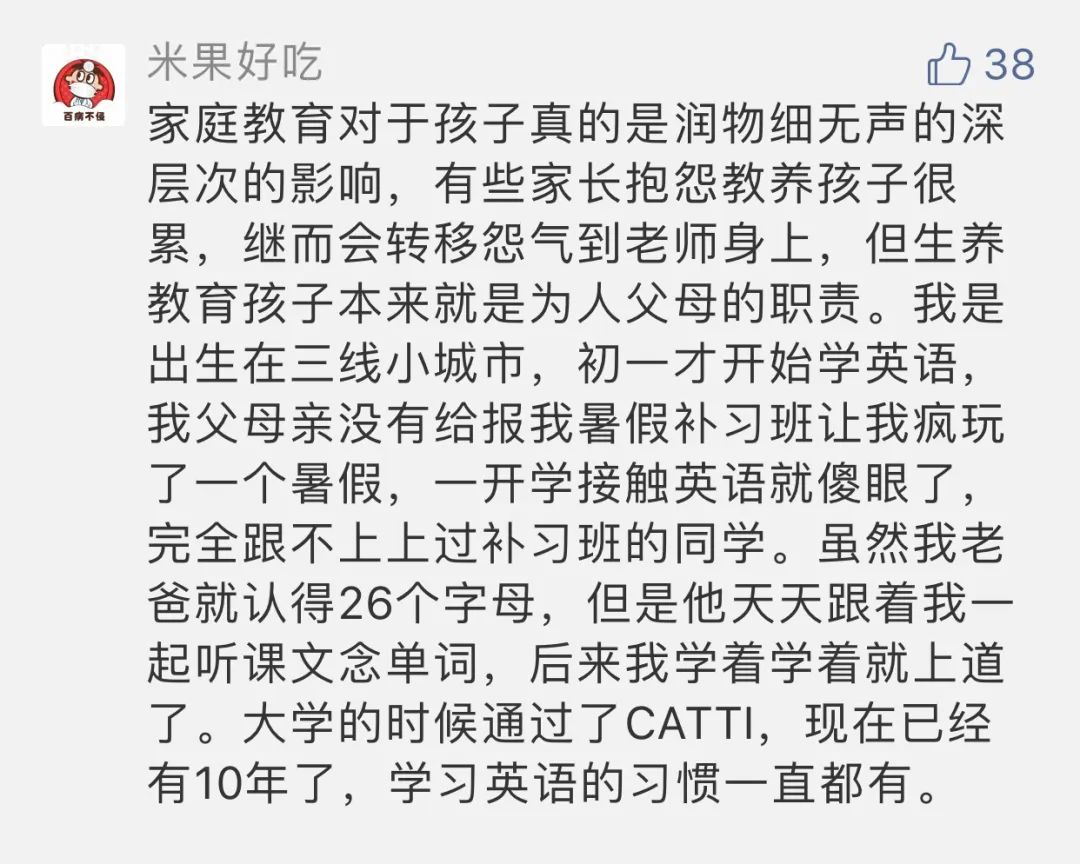 米果好吃
38
百病不侵
家庭教育对于孩子真的是润物细无声的深
层次的影响，有些家长抱怨教养孩子很
累，继而会转移怨气到老师身上，但生养
教育孩子本来就是为人父母的职责。我是
出生在三线小城市，初一才开始学英语，
我父母亲没有给报我暑假补习班让我疯玩
了一个暑假，一开学接触英语就傻眼了，
完全跟不上上过补习班的同学。虽然我老
爸就认得26个字母，但是他天天跟着我一
起听课文念单词，后来我学着学着就上道
了。大学的时候通过了CATTI，现在已经
有10年了，学习英语的习惯一直都有。